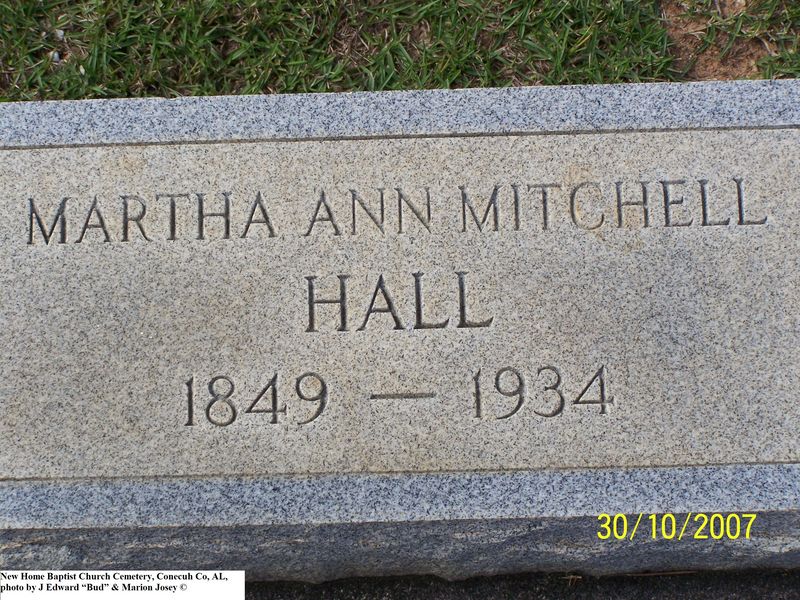 MARTHA ANN MITCHELL
HALL
1849 — 1934
30/10/2007
New Home Baptist Church Cemetery, Conecuh Co, AL,
photo by J Edward “Bud” & Marion Josey ©